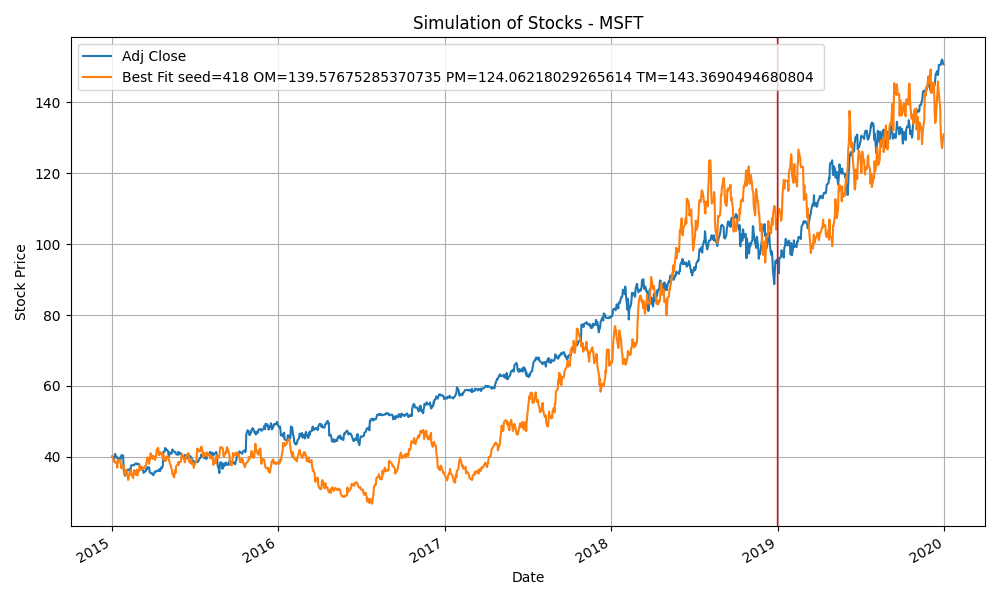 Simulation of Stocks - MSFT
Adj Close
Best Fit seed=418 OM=139.57675285370735 PM=124.06218029265614 TM=143.3690494680804
140
120
100
80
60
40
Stock Price
2015
2016
2017
2018
2019
2020
Date